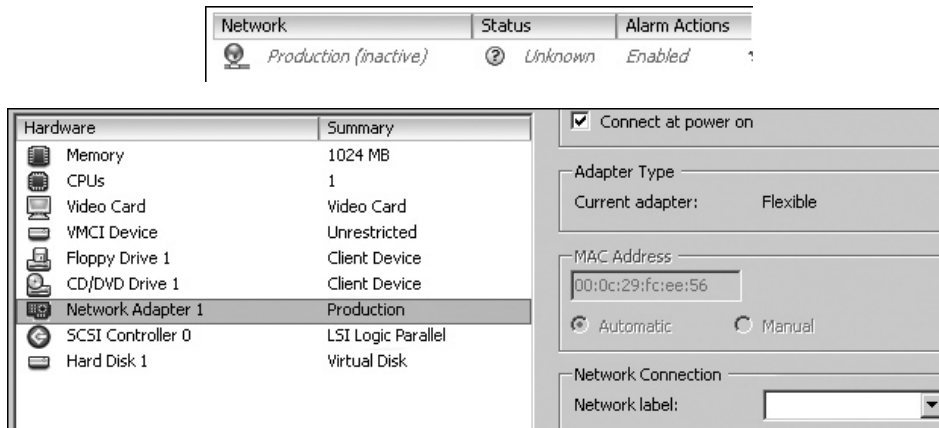 Network Status Alarm Actions
Production (inactive) Unknown Enabled
Hardware Summary
Memory 1024 MB
CPUs 1
Video Card Video Card
VMCI Device Unrestricted
Floppy Drive 1 Client Device
CD/DVD Drive 1 Client Device
Network Adapter 1 Production
SCSI Controller 0 LSI Logic Parallel
Hard Disk 1 Virtual Disk
Connect at power on
Adapter Type
Current adapter: Flexible
MAC Address
00:0c:29:fc:ee:56
Automatic Manual
Network Connection
Network label: